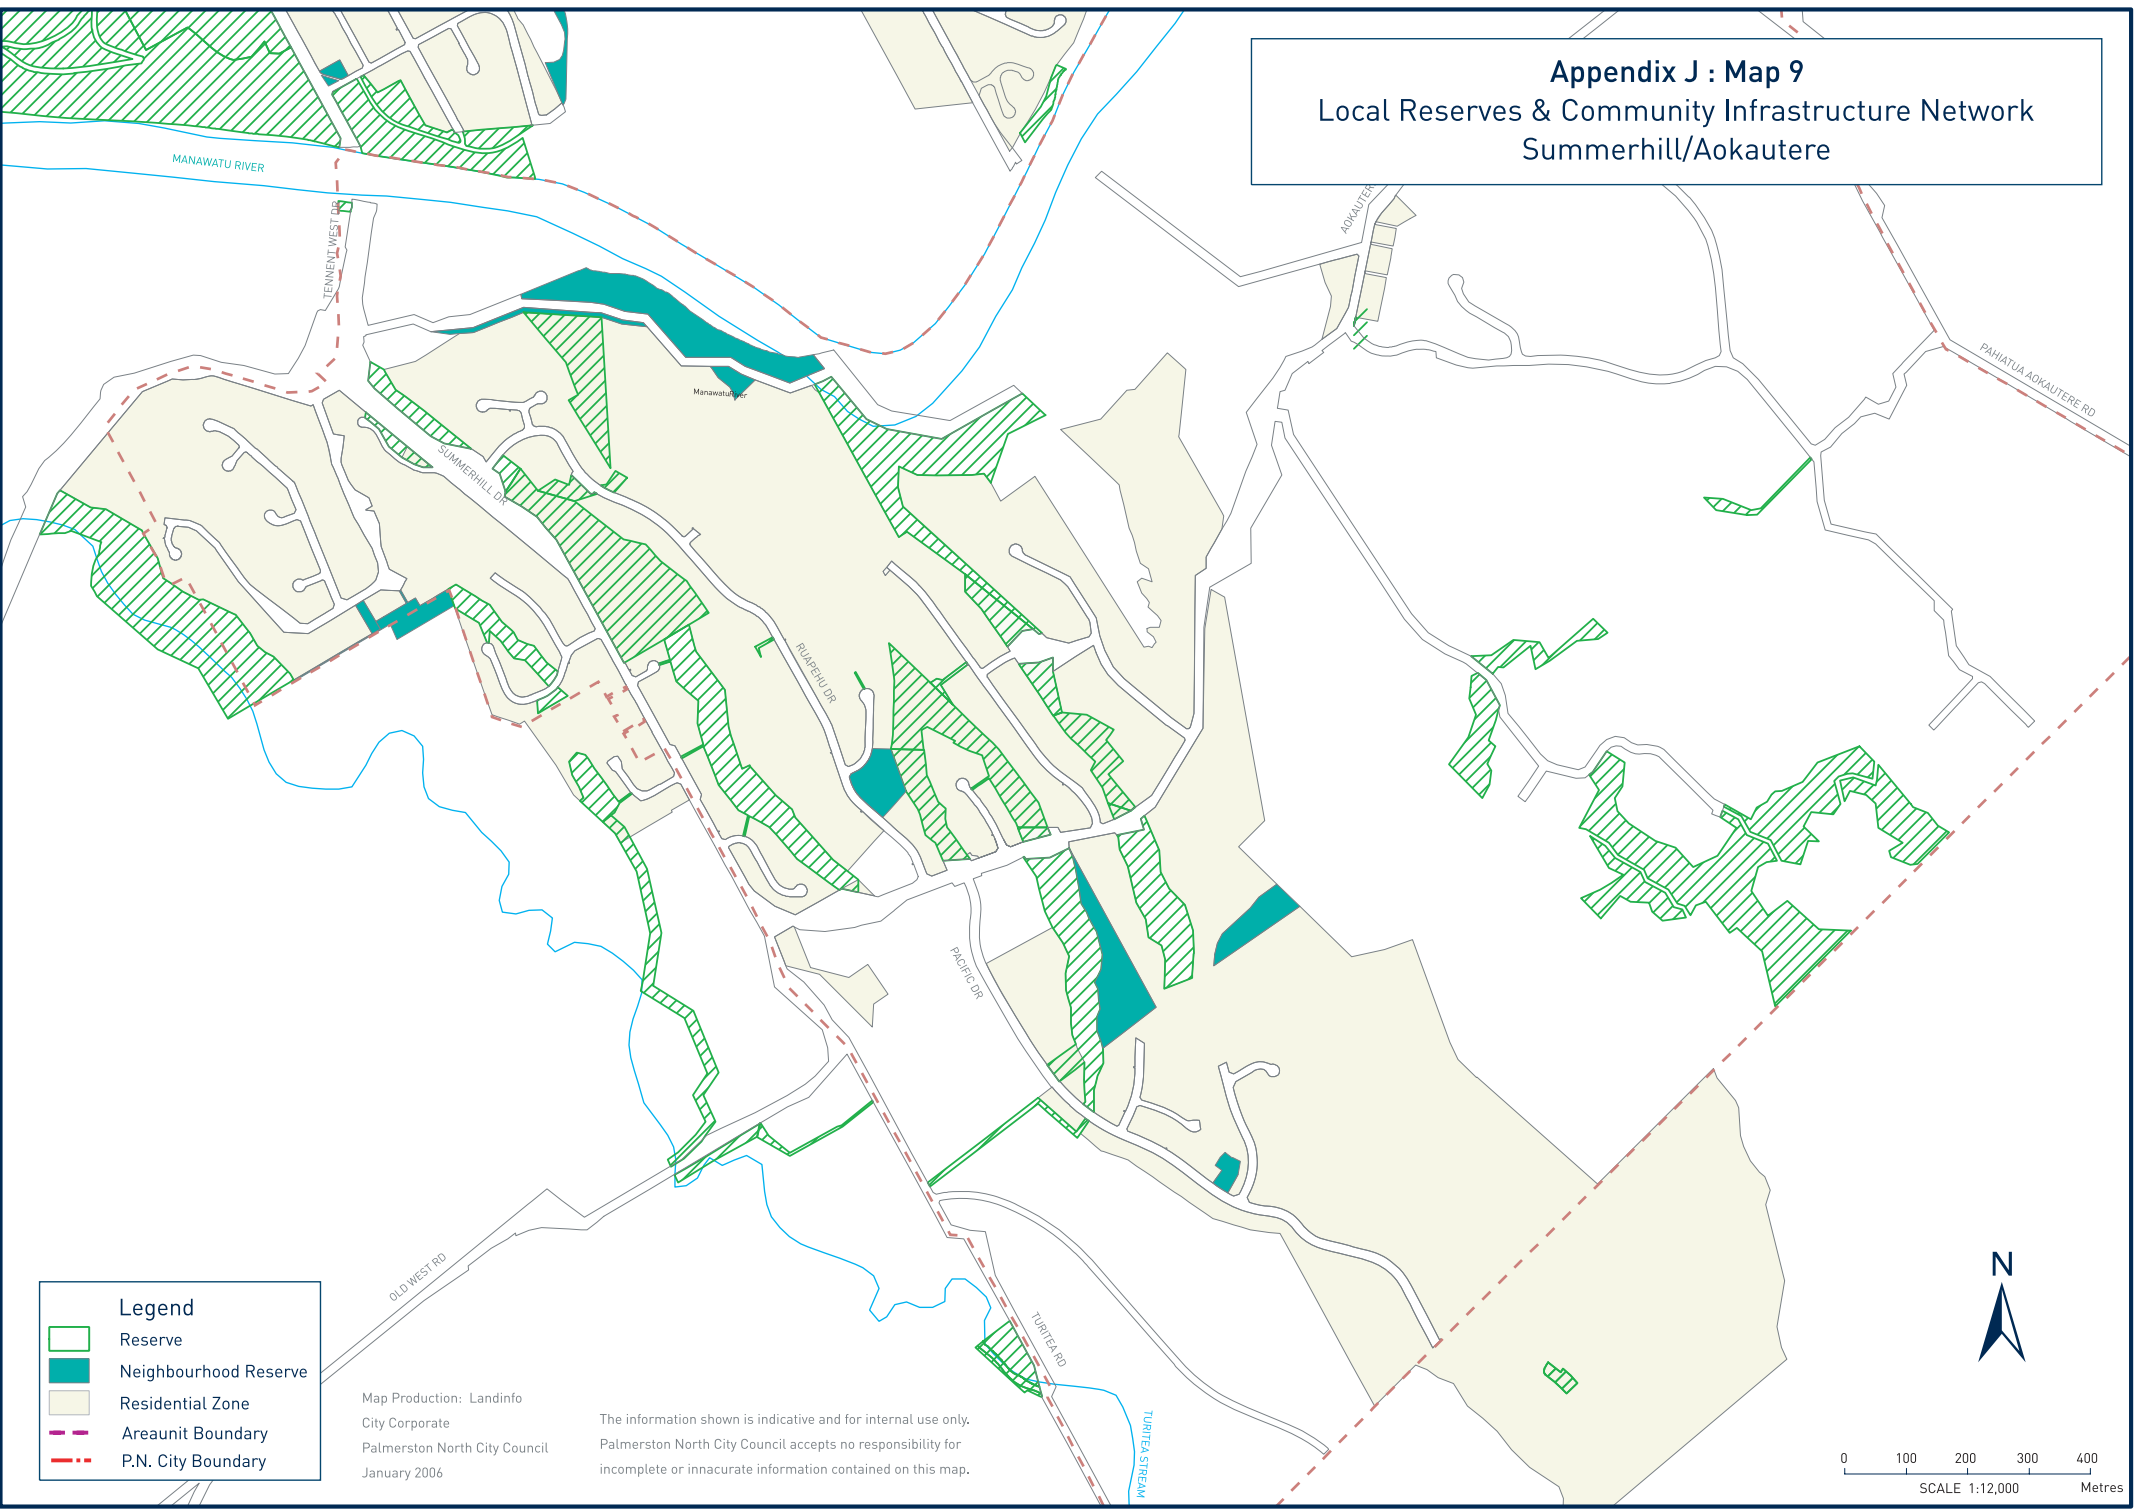 Appendix J : Map 9
Local Reserves & Community Infrastructure Network
Summerhill/Aokautere
MANAWATU RIVER
TENNENT WEST DR
AOKAUTER
PAHIATUA AOKAUTERE RD
ManawatuRiver
SUMMERHILL DR
RUAPEHU DR
PACIFIC DR
OLD WEST RD
TURITEA RD
TURITEA STREAM
N
Legend
Reserve
Neighbourhood Reserve
Residential Zone
Areaunit Boundary
P.N. City Boundary
Map Production: Landinfo
City Corporate
Palmerston North City Council
January 2006
The information shown is indicative and for internal use only.
Palmerston North City Council accepts no responsibility for
incomplete or innacurate information contained on this map.
0 100 200 300 400
SCALE 1:12,000 Metres